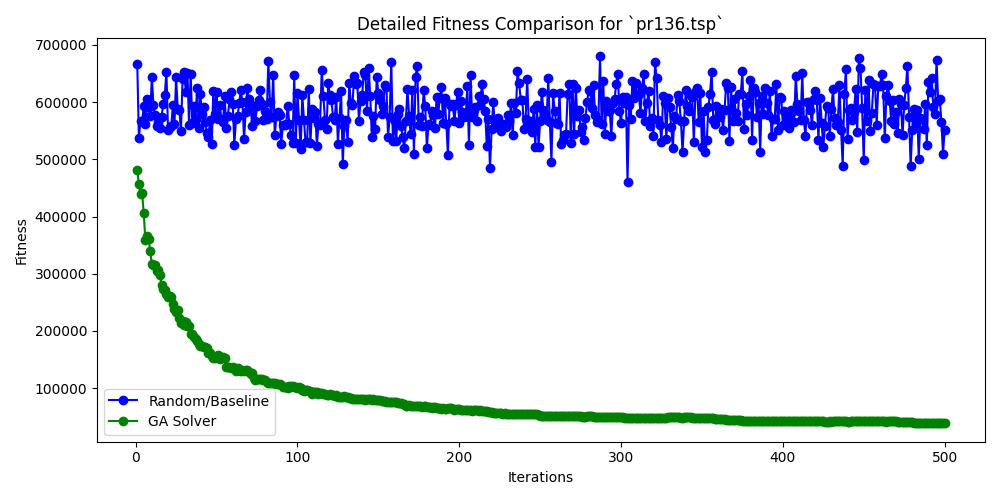 Detailed Fitness Comparison for `pr136.tsp`
700000
600000
500000
400000
300000
200000
100000
Fitness
Random/Baseline
GA Solver
0 100 200 300 400 500
Iterations